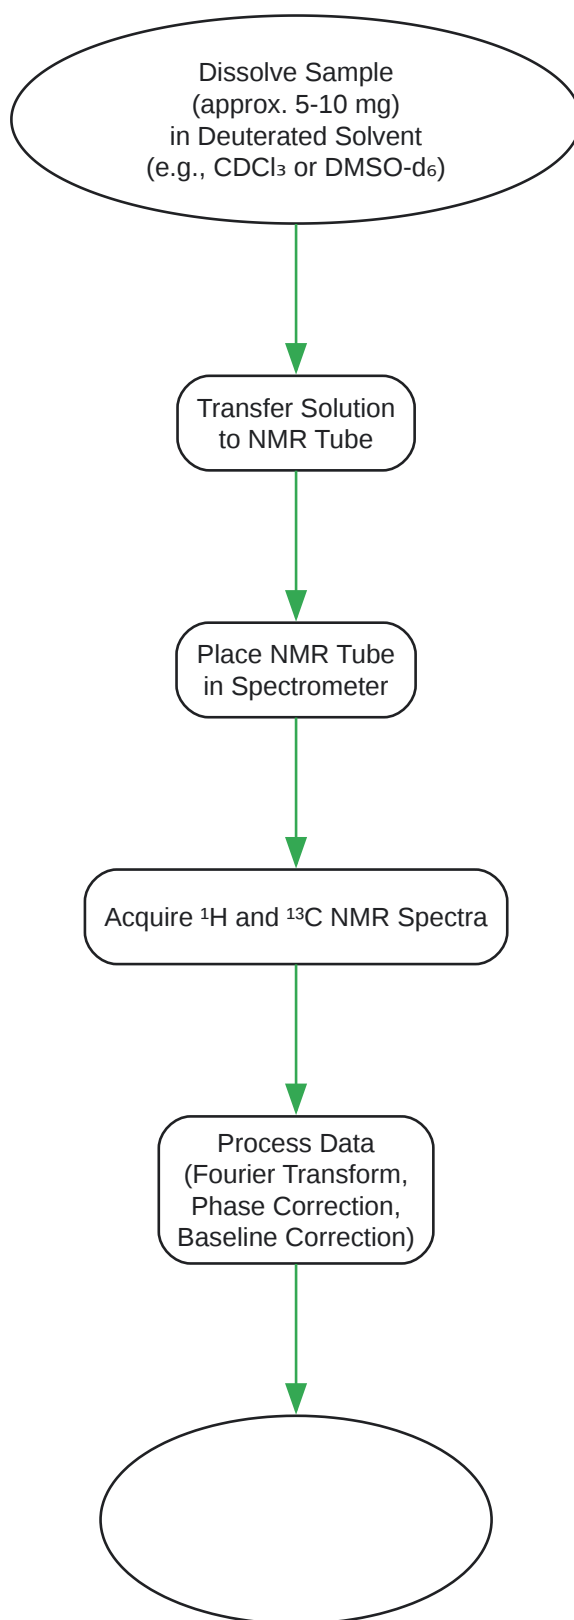 Dissolve Sample
(approx. 5-10 mg)
in Deuterated Solvent
(e.g., CDCl₃ or DMSO-d₆)
Transfer Solution
to NMR Tube
Place NMR Tube
in Spectrometer
Acquire ¹H and ¹³C NMR Spectra
Process Data
(Fourier Transform,
Phase Correction,
Baseline Correction)